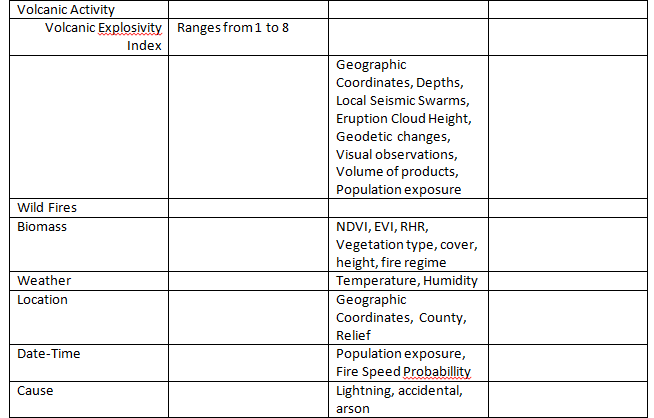 Volcanic Activity
Volcanic Explosivity Ranges from 1 to 8
Index
Geographic
Coordinates, Depths,
Local Seismic Swarms,
Eruption Cloud Height,
Geodetic changes,
Visual observations,
Volume of products,
Population exposure
Wild Fires
Biomass NDVI, EVI, RHR,
Vegetation type, cover,
height, fire regime
Weather Temperature, Humidity
Location Geographic
Coordinates, County,
Relief
Date-Time Population exposure,
Fire Speed Probabillity
Cause Lightning, accidental,
arson